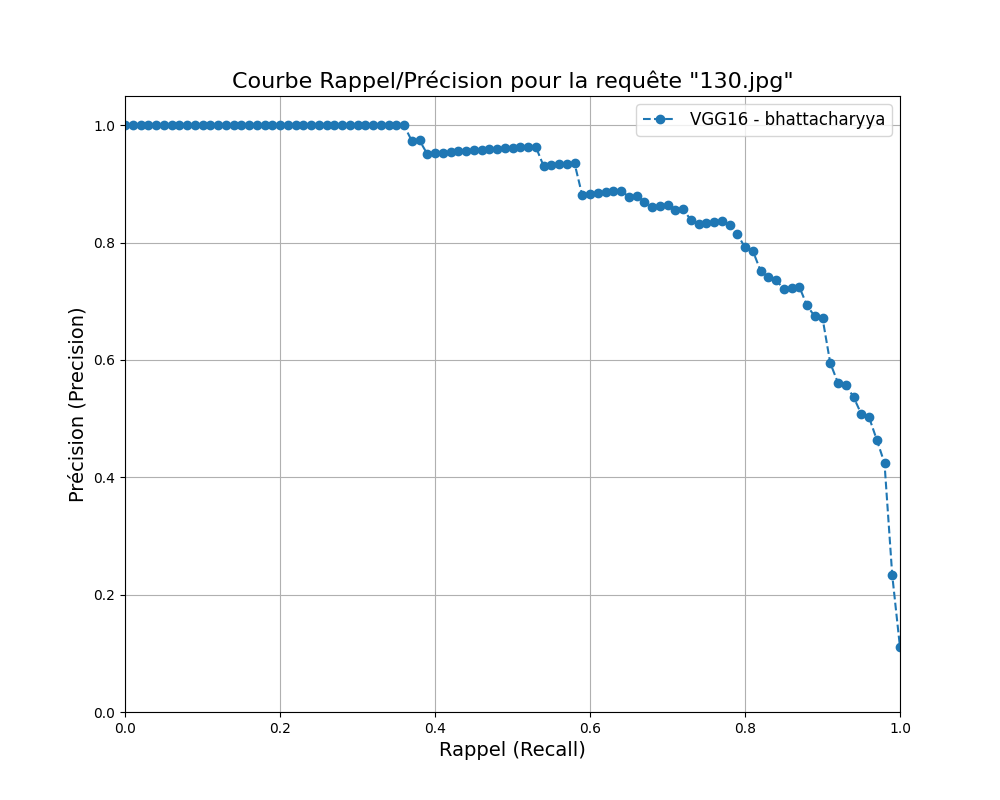 Courbe Rappel/Précision pour la requête "130.jpg"
VGG16 - bhattacharyya
1.0
0.8
0.6
0.4
0.2
0.0
Précision (Precision)
0.0 0.2 0.4 0.6 0.8 1.0
Rappel (Recall)